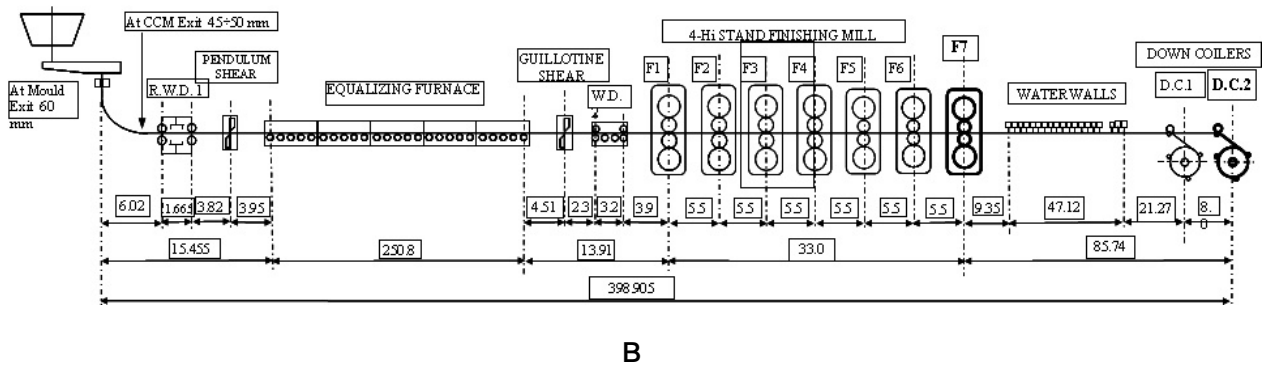 At CCM Exit 45÷50 mm
4-Hi STAND FINISHING MILL
F7
PENDULUM
SHEAR
GUILLOTINE
SHEAR
DOWN COILERS
At Mould
Exit 60
mm
R.W.D. 1
EQUALIZING FURNACE
W.D.
F1
F2
F3
F4
F5
F6
WATER WALLS
D.C.1
D.C.2
6.02
1.665
3.82
3.95
4.51
2.3
3.2
3.9
5.5
5.5
5.5
5.5
5.5
5.5
9.35
47.12
21.27
8.
0
15.455
250.8
13.91
33.0
85.74
398.905
B